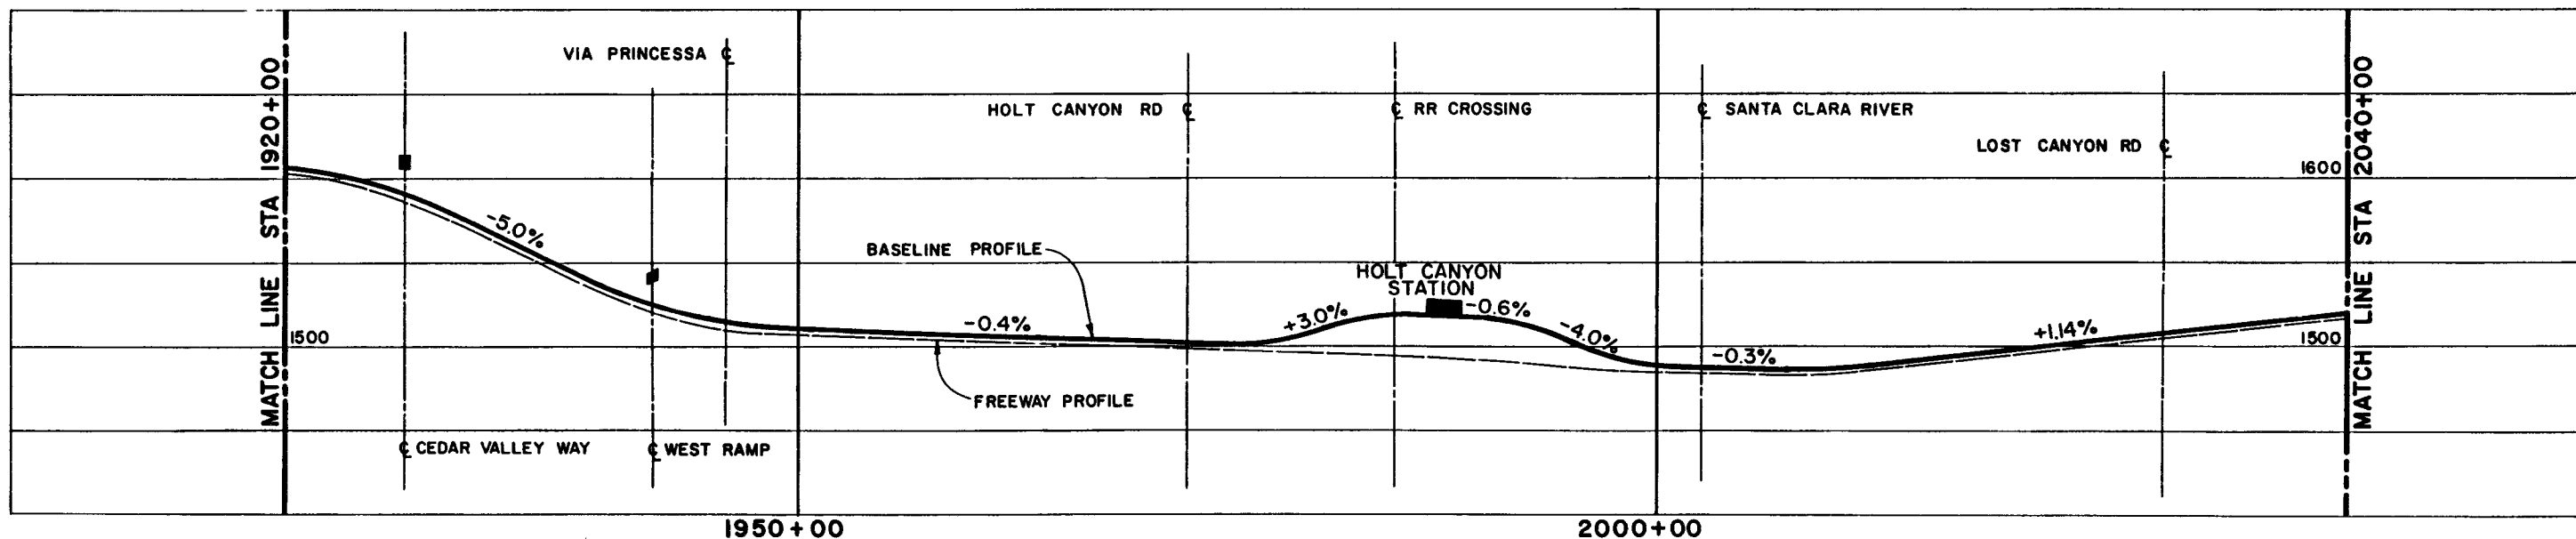 VIA PRINCESSA ℄
HOLT CANYON RD ℄
℄ RR CROSSING
℄ SANTA CLARA RIVER
LOST CANYON RD ℄
MATCH LINE STA 1920+00
MATCH LINE STA 2040+00
1600
-5.0%
BASELINE PROFILE
HOLT CANYON
STATION
-0.6%
+3.0%
-0.4%
-4.0%
+1.14%
1500
1500
-0.3%
FREEWAY PROFILE
℄ CEDAR VALLEY WAY
℄ WEST RAMP
1950+00
2000+00